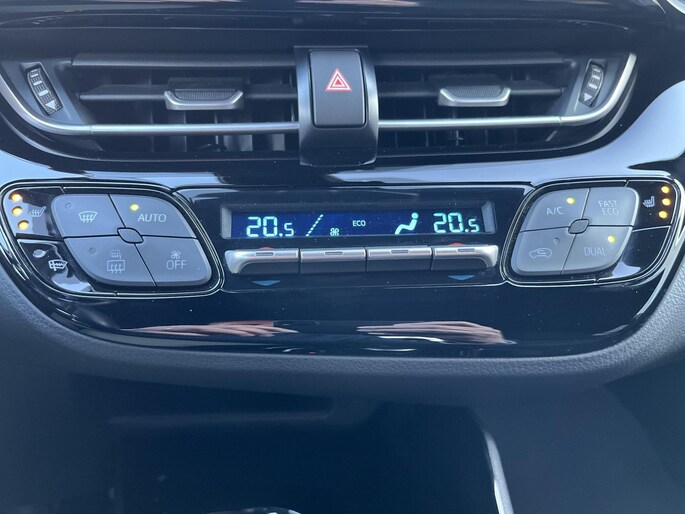 AUTO
OFF
20.5
ECO
20.5
A/C
FAST
ECO
DUAL